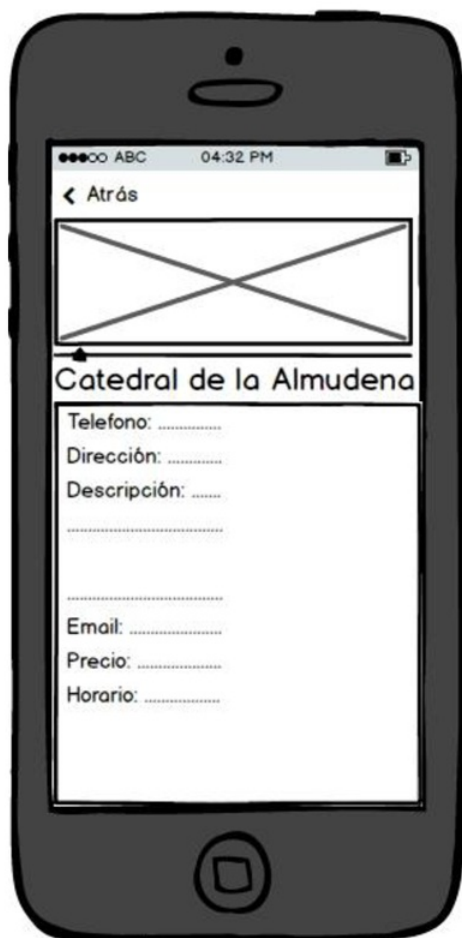 ABC 04:32 PM
Atrás
Catedral de la Almudena
Telefono: ..............
Dirección: ............
Descripción: .......
...................................
...................................
Email: .....................
Precio: ...................
Horario: .................